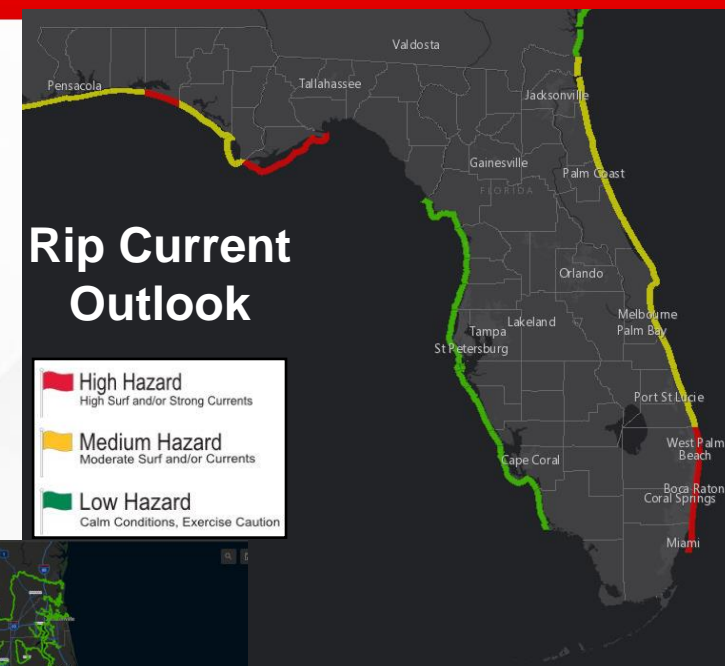 Valdosta
Pensacola
Tallahassee
Jacksonville
Gainesville
Palm Coast
FLORIDA
Rip Current
Outlook
Orlando
Melbourne
Palm Bay
Lakeland
Tampa
St Petersburg
Port St Lucie
High Hazard
High Surf and/or Strong Currents
Medium Hazard
Moderate Surf and/or Currents
Low Hazard
Calm Conditions, Exercise Caution
West Palm
Beach
Cape Coral
Boca Raton
Coral Springs
Miami